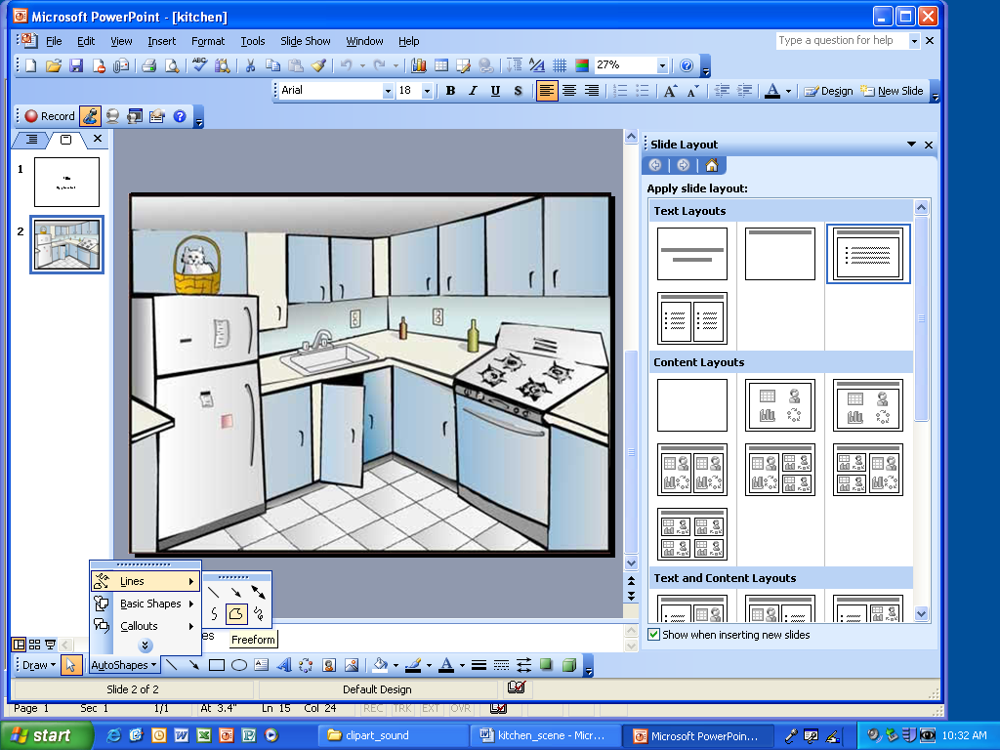 Microsoft PowerPoint - [kitchen]
File Edit View Insert Format Tools Slide Show Window Help
Type a question for help
27%
Arial 18 B I U S A A A Design New Slide
Record
Slide Layout
1
Apply slide layout:
Text Layouts
2
Content Layouts
Text and Content Layouts
Lines
Basic Shapes
Callouts
Freeform
es
Show when inserting new slides
Draw AutoShapes
Slide 2 of 2 Default Design
Page 1 Sec 1 1/1 At 3.4" Ln 15 Col 24 REC TRK EXT OVR
start clipart_sound kitchen_scene - Micr... Microsoft PowerPoin... 10:32 AM